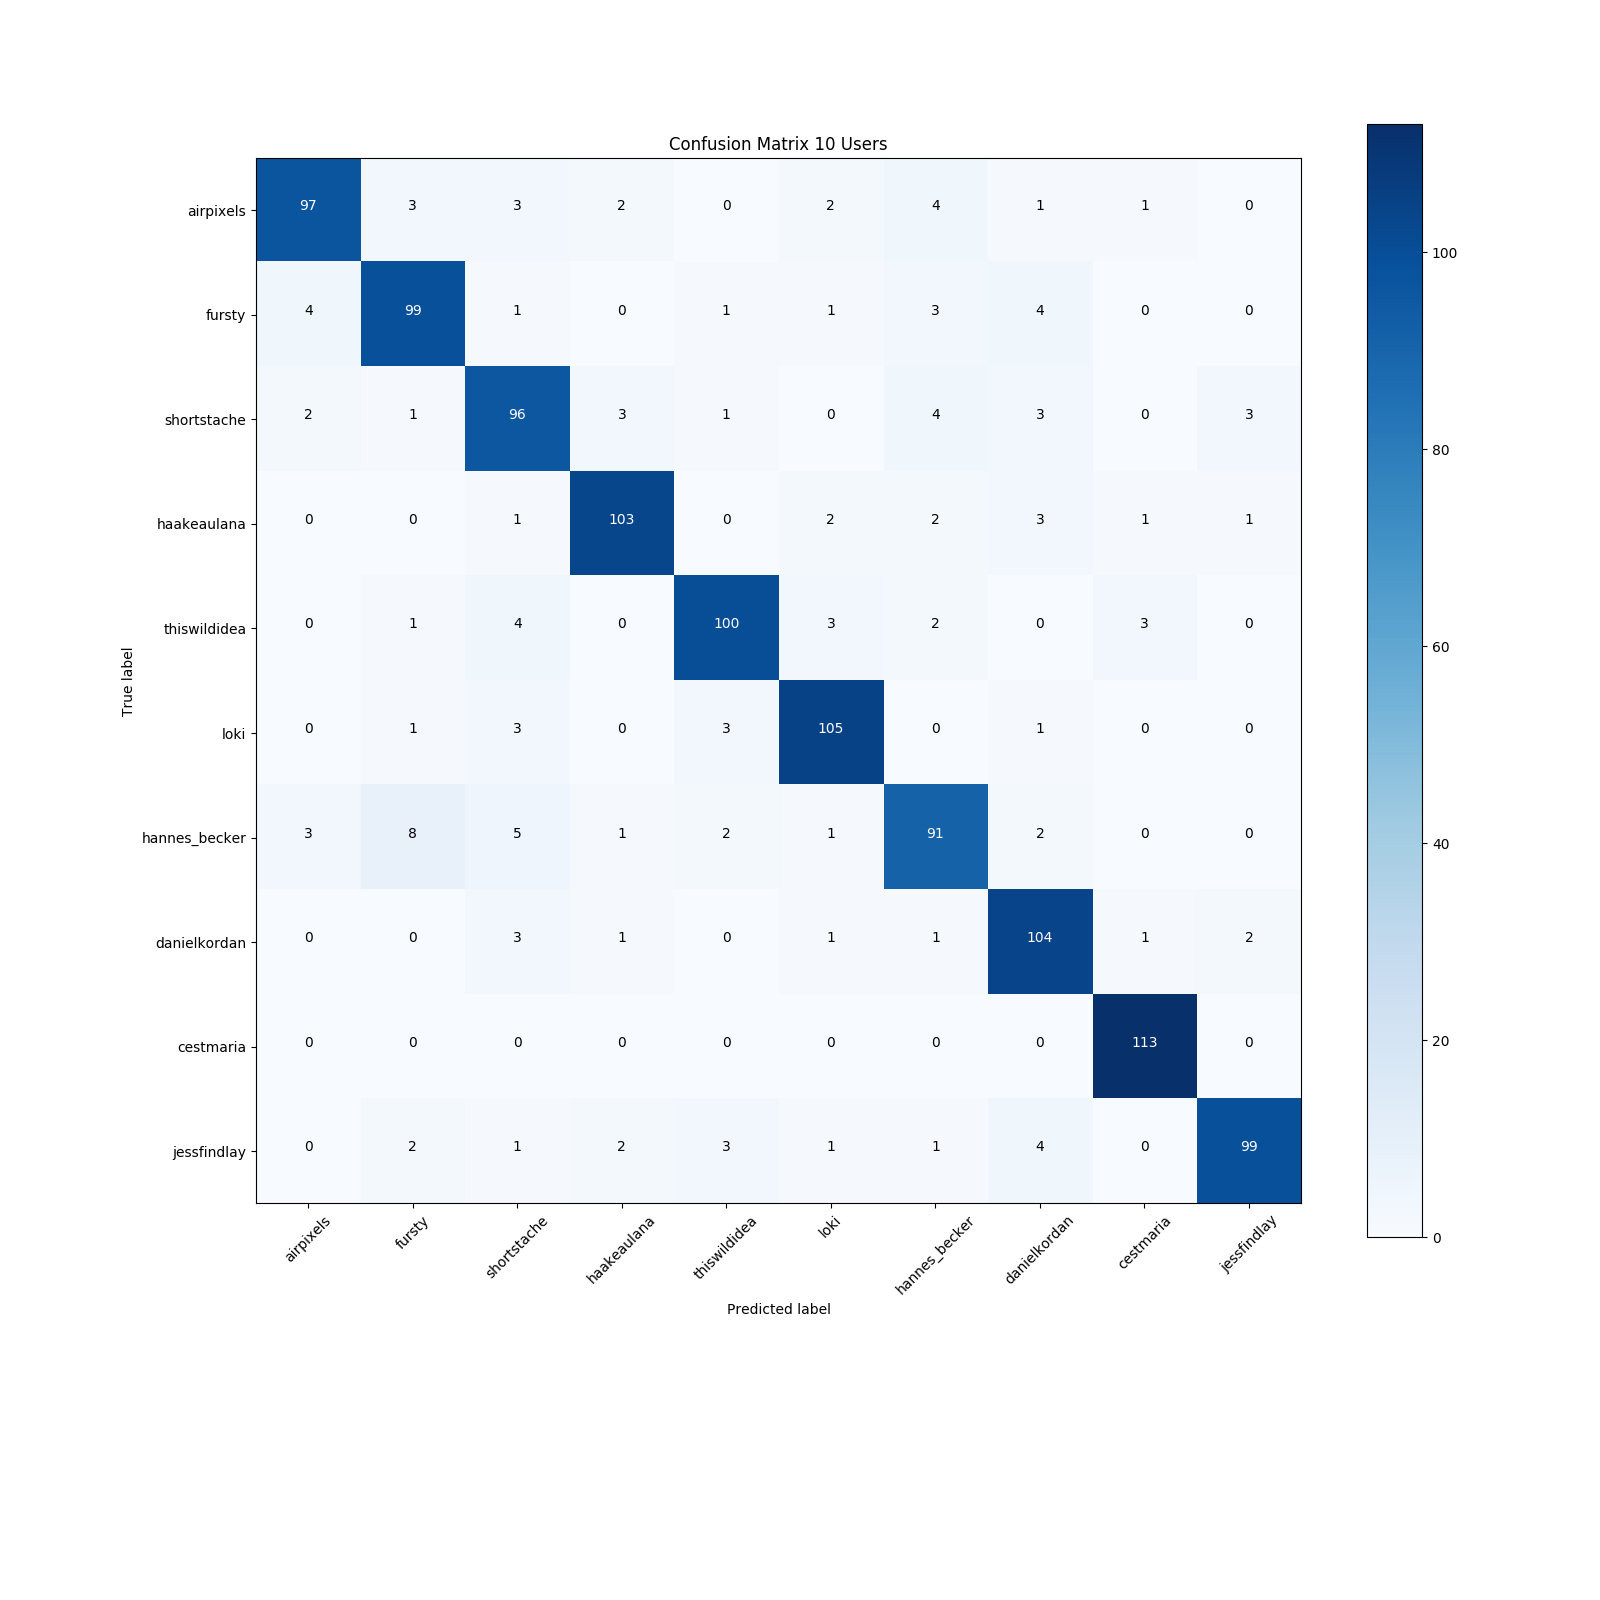 Confusion Matrix 10 Users
airpixels 97 3 3 2 0 2 4 1 1 0
fursty 4 99 1 0 1 1 3 4 0 0
shortstache 2 1 96 3 1 0 4 3 0 3
haakeaulana 0 0 1 103 0 2 2 3 1 1
thiswildidea 0 1 4 0 100 3 2 0 3 0
loki 0 1 3 0 3 105 0 1 0 0
hannes_becker 3 8 5 1 2 1 91 2 0 0
danielkordan 0 0 3 1 0 1 1 104 1 2
cestmaria 0 0 0 0 0 0 0 0 113 0
jessfindlay 0 2 1 2 3 1 1 4 0 99
airpixels fursty shortstache haakeaulana thiswildidea loki hannes_becker danielkordan cestmaria jessfindlay
Predicted label
True label
100
80
60
40
20
0